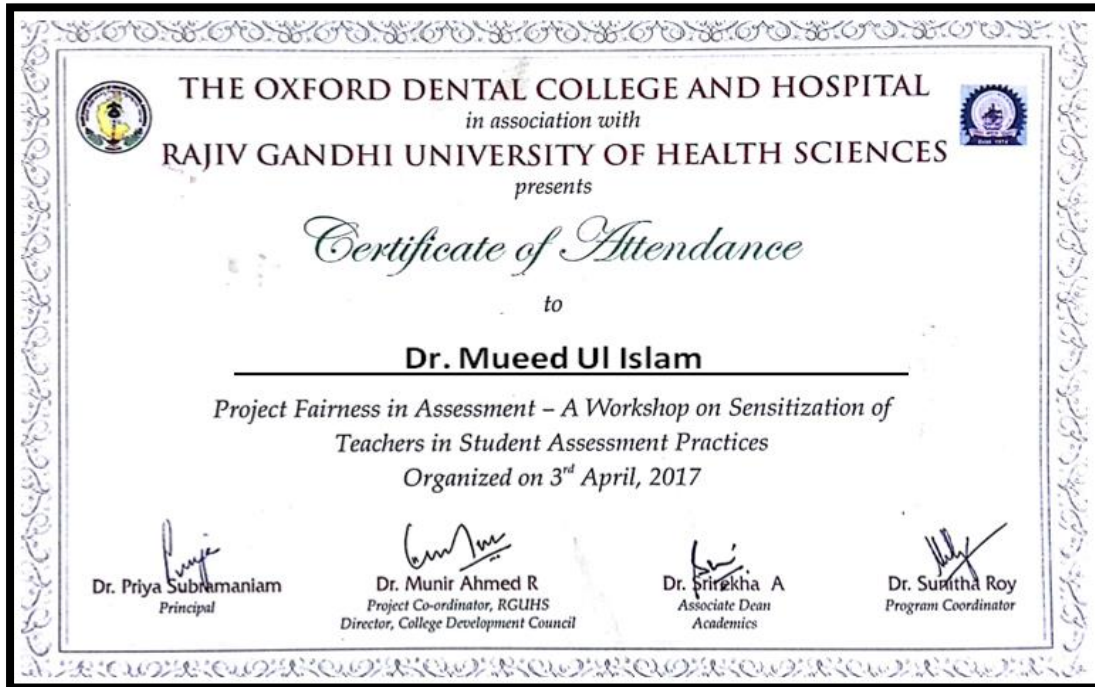 THE OXFORD DENTAL COLLEGE AND HOSPITAL
in association with
RAJIV GANDHI UNIVERSITY OF HEALTH SCIENCES
presents
Certificate of Attendance
to
Dr. Mueed Ul Islam
Project Fairness in Assessment – A Workshop on Sensitization of
Teachers in Student Assessment Practices
Organized on 3rd April, 2017
Dr. Priya Subramaniam
Principal
Dr. Munir Ahmed R
Project Co-ordinator, RGUHS
Director, College Development Council
Dr. Srirekha A
Associate Dean
Academics
Dr. Sunitha Roy
Program Coordinator